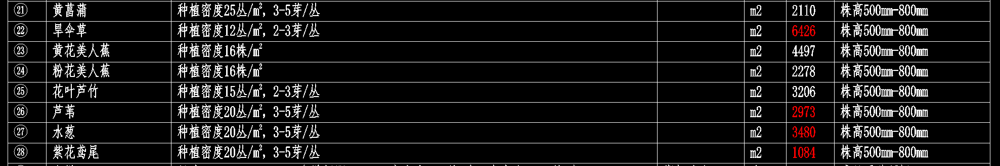 ㉑ 黄菖蒲 种植密度25丛/m², 3-5芽/丛 m2 2110 株高500mm-800mm
㉒ 旱伞草 种植密度12丛/m², 2-3芽/丛 m2 6426 株高500mm-800mm
㉓ 黄花美人蕉 种植密度16株/m² m2 4497 株高500mm-800mm
㉔ 粉花美人蕉 种植密度16株/m² m2 2278 株高500mm-800mm
㉕ 花叶芦竹 种植密度15丛/m², 2-3芽/丛 m2 3206 株高500mm-800mm
㉖ 芦苇 种植密度20丛/m², 3-5芽/丛 m2 2973 株高500mm-800mm
㉗ 水葱 种植密度20丛/m², 3-5芽/丛 m2 3480 株高500mm-800mm
㉘ 紫花鸢尾 种植密度20丛/m², 3-5芽/丛 m2 1084 株高500mm-800mm